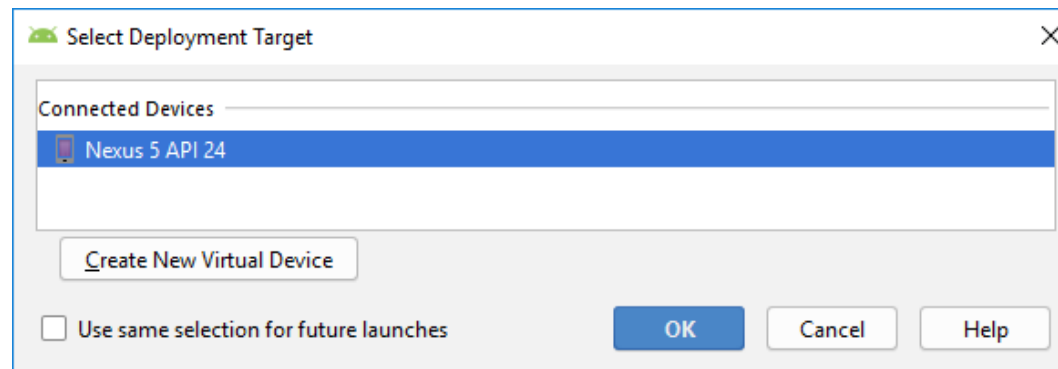 Select Deployment Target
Connected Devices
Nexus 5 API 24
Create New Virtual Device
Use same selection for future launches OK Cancel Help